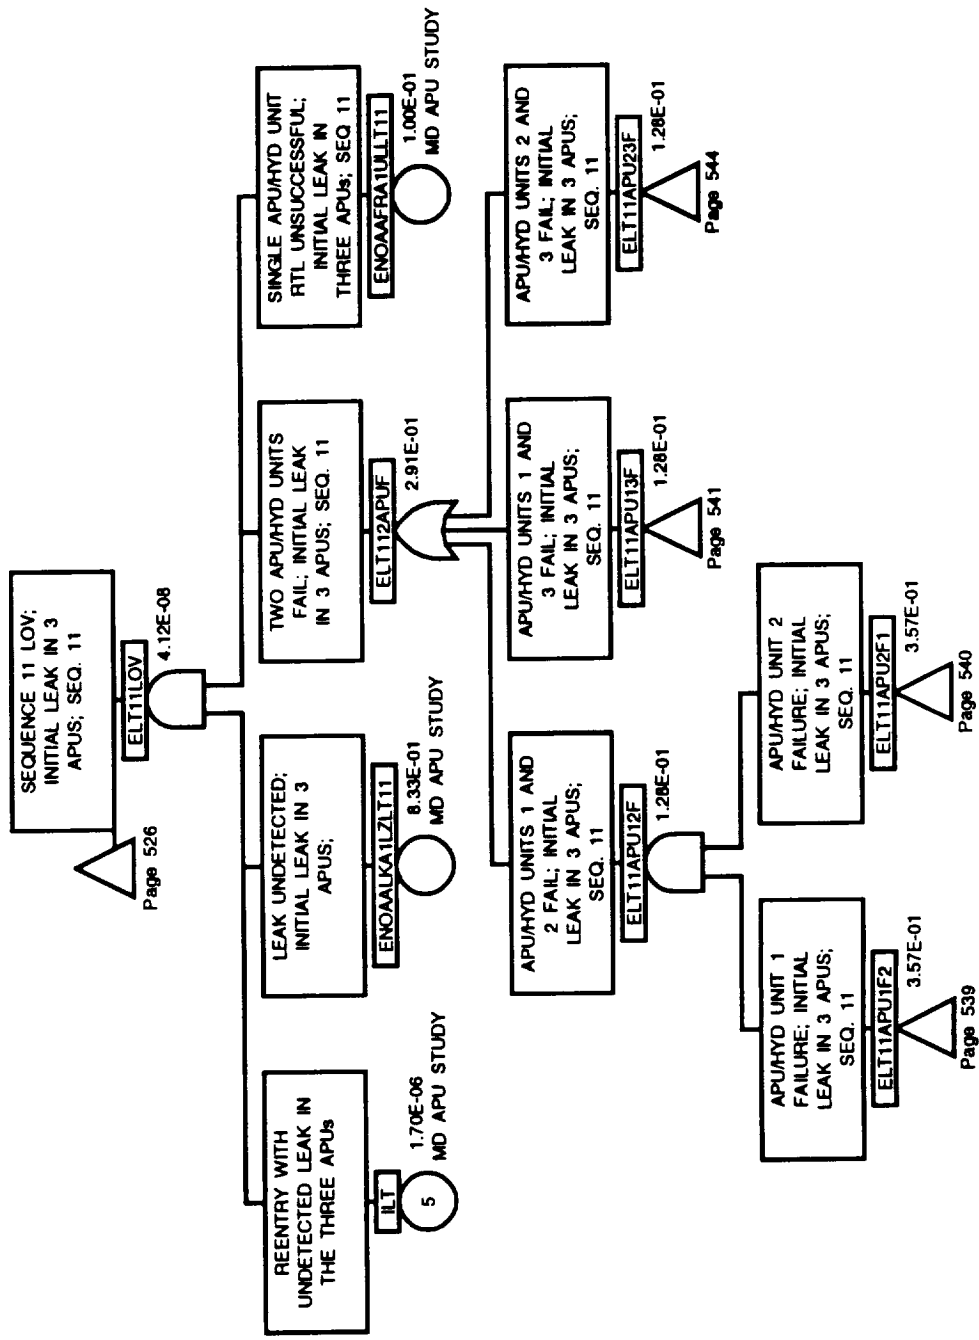 SEQUENCE 11 LOV;
INITIAL LEAK IN 3
APUS; SEQ. 11
ELT11LOV
4.12E-08
Page 526
REENTRY WITH
UNDETECTED LEAK IN
THE THREE APUs
ILT
5
1.70E-06
MD APU STUDY
LEAK UNDETECTED;
INITIAL LEAK IN 3
APUS;
ENOAALKA1LZLT11
8.33E-01
MD APU STUDY
TWO APU/HYD UNITS
FAIL; INITIAL LEAK
IN 3 APUS; SEQ. 11
ELT112APUF
2.91E-01
SINGLE APU/HYD UNIT
RTL UNSUCCESSFUL;
INITIAL LEAK IN
THREE APUs; SEQ 11
ENOAAFRA1ULLT11
1.00E-01
MD APU STUDY
APU/HYD UNITS 1 AND
2 FAIL; INITIAL
LEAK IN 3 APUS;
SEQ. 11
ELT11APU12F
1.28E-01
APU/HYD UNITS 1 AND
3 FAIL; INITIAL
LEAK IN 3 APUS;
SEQ. 11
ELT11APU13F
1.28E-01
Page 541
APU/HYD UNITS 2 AND
3 FAIL; INITIAL
LEAK IN 3 APUS;
SEQ. 11
ELT11APU23F
1.28E-01
Page 544
APU/HYD UNIT 1
FAILURE; INITIAL
LEAK IN 3 APUS;
SEQ. 11
ELT11APU1F2
3.57E-01
Page 539
APU/HYD UNIT 2
FAILURE; INITIAL
LEAK IN 3 APUS;
SEQ. 11
ELT11APU2F1
3.57E-01
Page 540